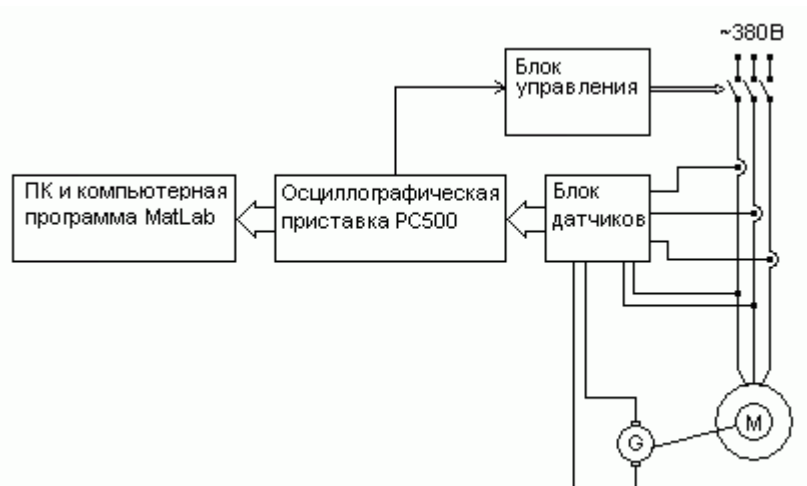 ~380В
Блок
управления
ПК и компьютерная
программа MatLab
Осциллографическая
приставка PC500
Блок
датчиков
M
G